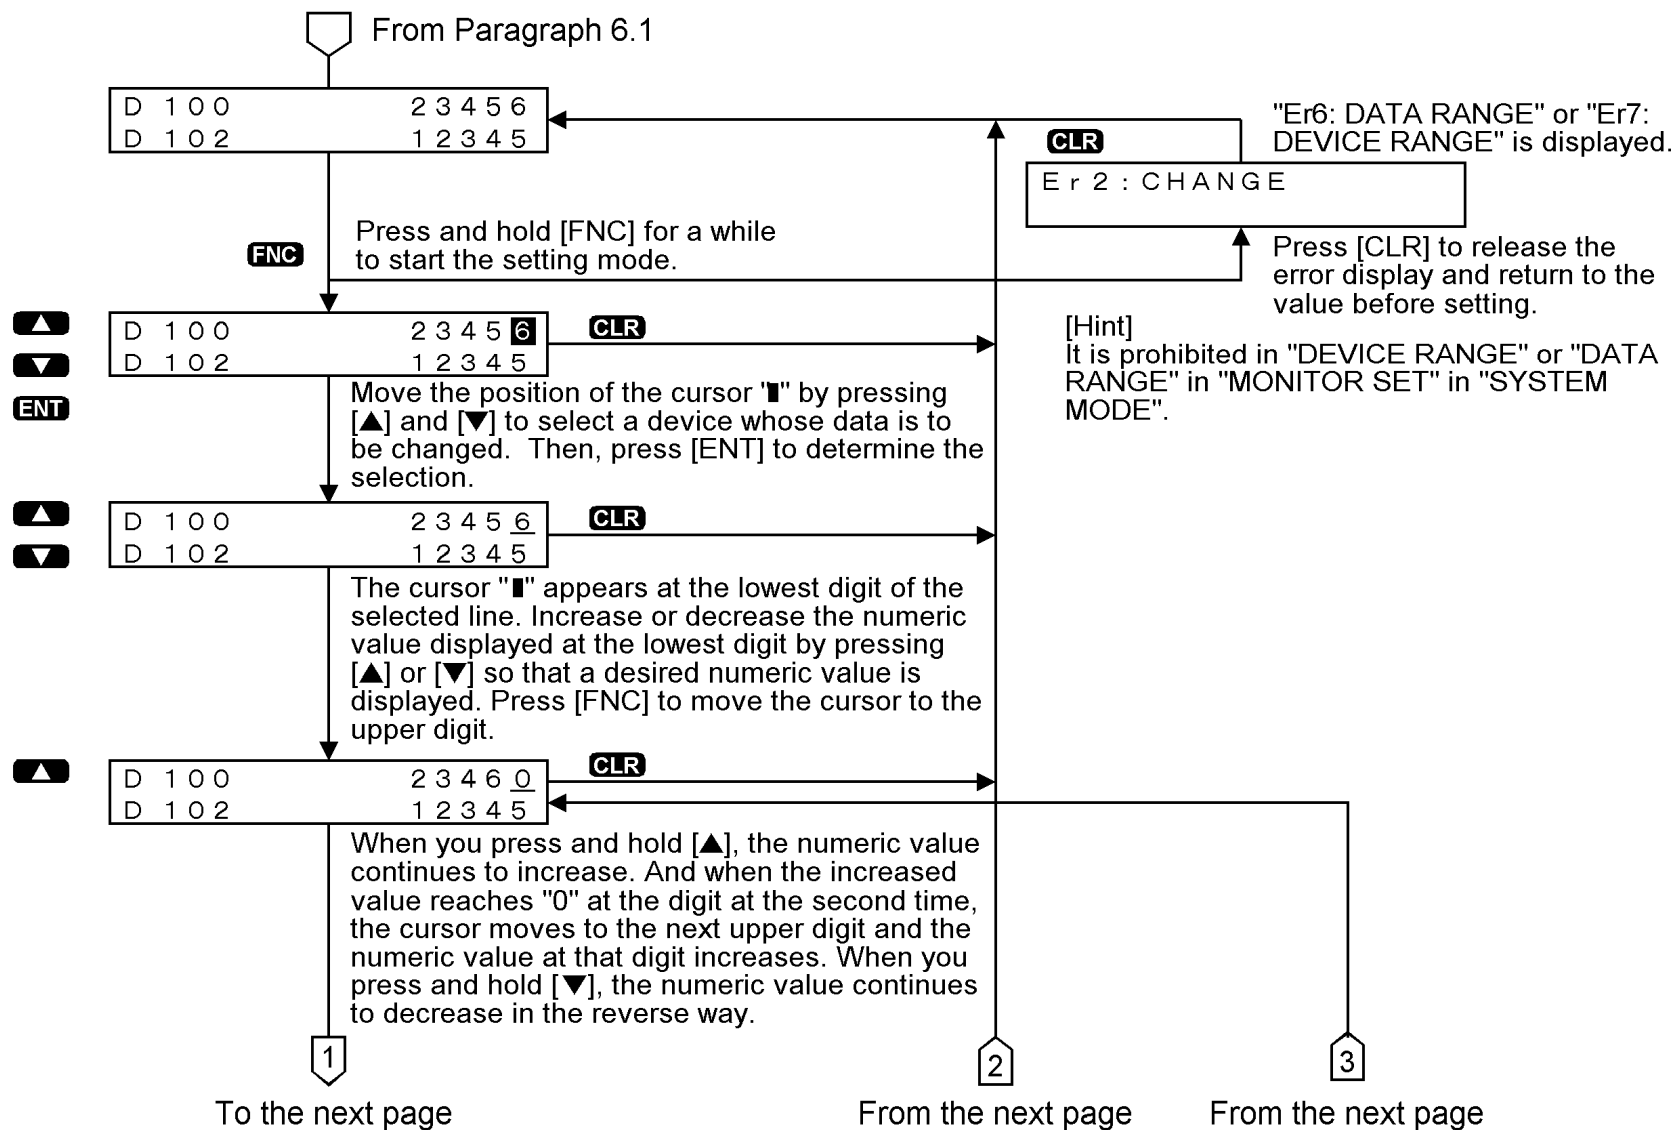 From Paragraph 6.1
D 100 23456
D 102 12345
"Er6: DATA RANGE" or "Er7:
DEVICE RANGE" is displayed.
CLR
Er2:CHANGE
Press and hold [FNC] for a while
to start the setting mode.
FNC
Press [CLR] to release the
error display and return to the
value before setting.
▲
▼
ENT
D 100 23456
D 102 12345
CLR
[Hint]
It is prohibited in "DEVICE RANGE" or "DATA
RANGE" in "MONITOR SET" in "SYSTEM
MODE".
Move the position of the cursor "▮" by pressing
[▲] and [▼] to select a device whose data is to
be changed. Then, press [ENT] to determine the
selection.
▲
▼
D 100 23456
D 102 12345
CLR
The cursor "▮" appears at the lowest digit of the
selected line. Increase or decrease the numeric
value displayed at the lowest digit by pressing
[▲] or [▼] so that a desired numeric value is
displayed. Press [FNC] to move the cursor to the
upper digit.
▲
D 100 23460
D 102 12345
CLR
When you press and hold [▲], the numeric value
continues to increase. And when the increased
value reaches "0" at the digit at the second time,
the cursor moves to the next upper digit and the
numeric value at that digit increases. When you
press and hold [▼], the numeric value continues
to decrease in the reverse way.
1
2
3
To the next page
From the next page
From the next page